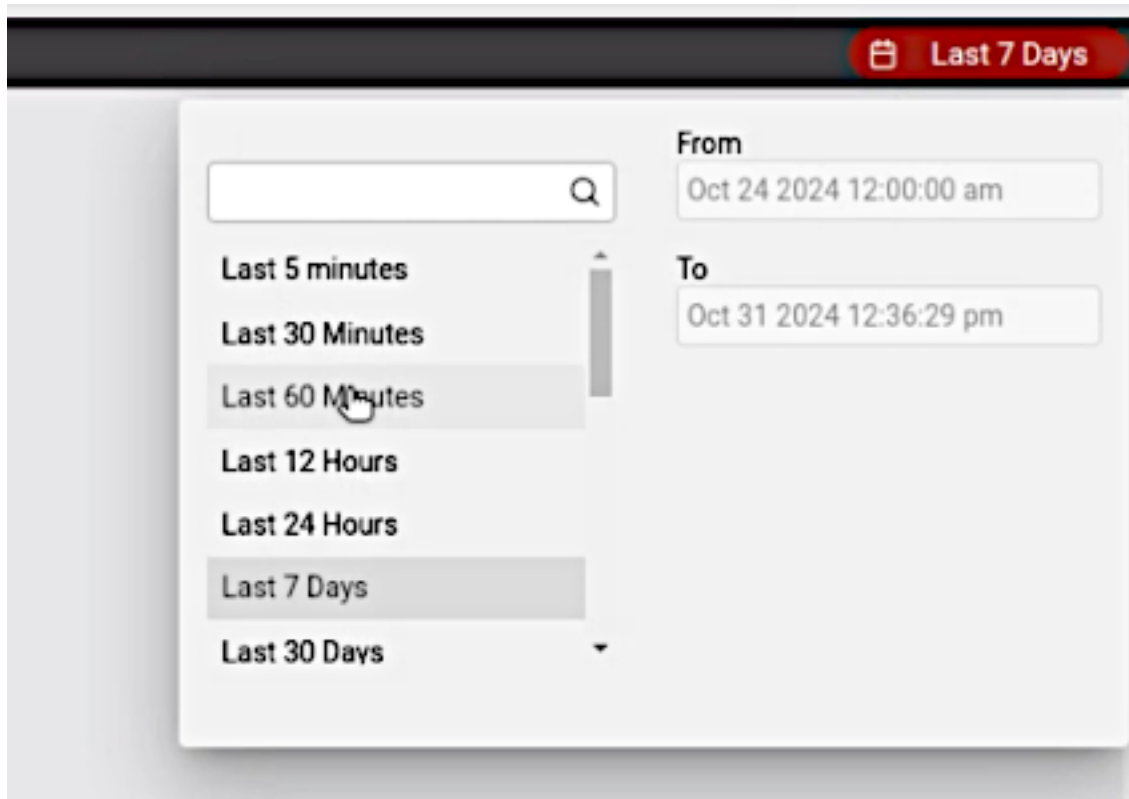 Last 7 Days
From
Oct 24 2024 12:00:00 am
Last 5 minutes
To
Last 30 Minutes
Oct 31 2024 12:36:29 pm
Last 60 Minutes
Last 12 Hours
Last 24 Hours
Last 7 Days
Last 30 Days